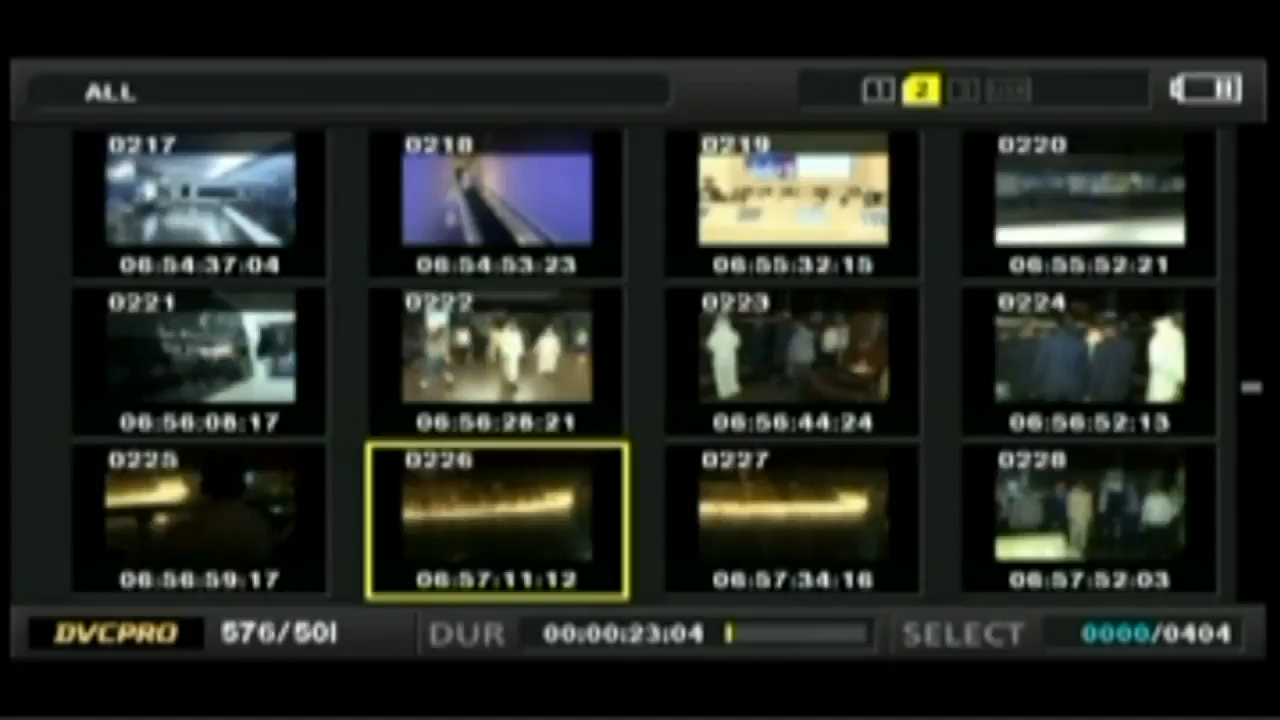 ALL 1 2 3
0217 0218 0219 0220
06:54:37:04 06:54:53:23 06:55:32:15 06:55:52:21
0221 0222 0223 0224
06:56:08:17 06:56:28:21 06:56:44:24 06:56:52:13
0225 0226 0227 0228
06:56:59:17 06:57:11:12 06:57:34:16 06:57:52:03
DVCPRO 576/50I DUR 00:00:23:04 SELECT 0000/0404